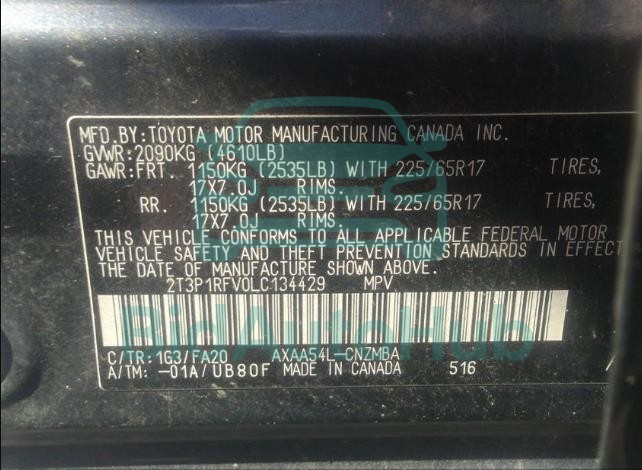 MFD.BY:TOYOTA MOTOR MANUFACTURING CANADA INC.
GVWR:2090KG (4610LB)
GAWR:FRT. 1150KG (2535LB) WITH 225/65R17 TIRES,
17X7.0J RIMS.
RR. 1150KG (2535LB) WITH 225/65R17 TIRES,
17X7.0J RIMS.
THIS VEHICLE CONFORMS TO ALL APPLICABLE FEDERAL MOTOR
VEHICLE SAFETY AND THEFT PREVENTION STANDARDS IN EFFECT
THE DATE OF MANUFACTURE SHOWN ABOVE.
2T3P1RFV0LC134429 MPV
BidAutoHub
C/TR:1G3/FA20 AXAA54L-CNZMBA
A/TM:-01A/UB80F MADE IN CANADA 516